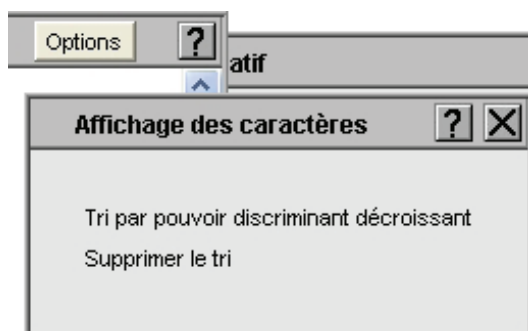 Options ?
atif
Affichage des caractères ? X
Tri par pouvoir discriminant décroissant
Supprimer le tri